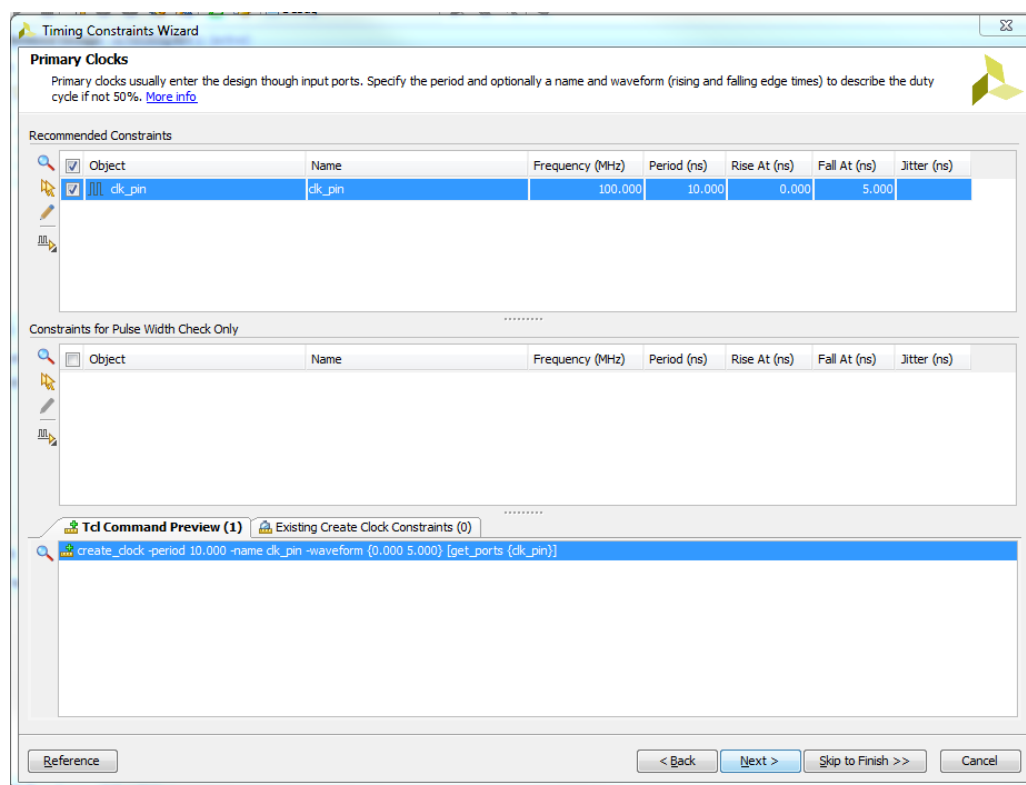 Timing Constraints Wizard
Primary Clocks
Primary clocks usually enter the design though input ports. Specify the period and optionally a name and waveform (rising and falling edge times) to describe the duty
cycle if not 50%. More info
Recommended Constraints
Object Name Frequency (MHz) Period (ns) Rise At (ns) Fall At (ns) Jitter (ns)
clk_pin clk_pin 100.000 10.000 0.000 5.000
Constraints for Pulse Width Check Only
Object Name Frequency (MHz) Period (ns) Rise At (ns) Fall At (ns) Jitter (ns)
Tcl Command Preview (1) Existing Create Clock Constraints (0)
create_clock -period 10.000 -name clk_pin -waveform {0.000 5.000} [get_ports {clk_pin}]
Reference < Back Next > Skip to Finish >> Cancel